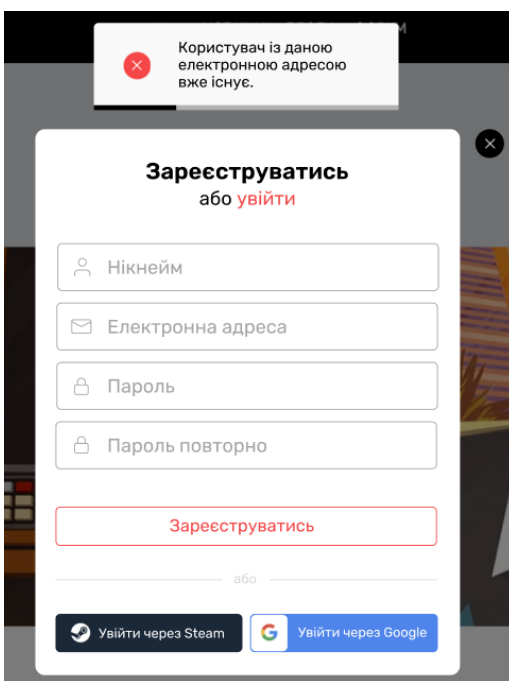 Користувач із даною
електронною адресою
вже існує.
Зареєструватись
або увійти
Нікнейм
Електронна адреса
Пароль
Пароль повторно
Зареєструватись
або
Увійти через Steam
Увійти через Google